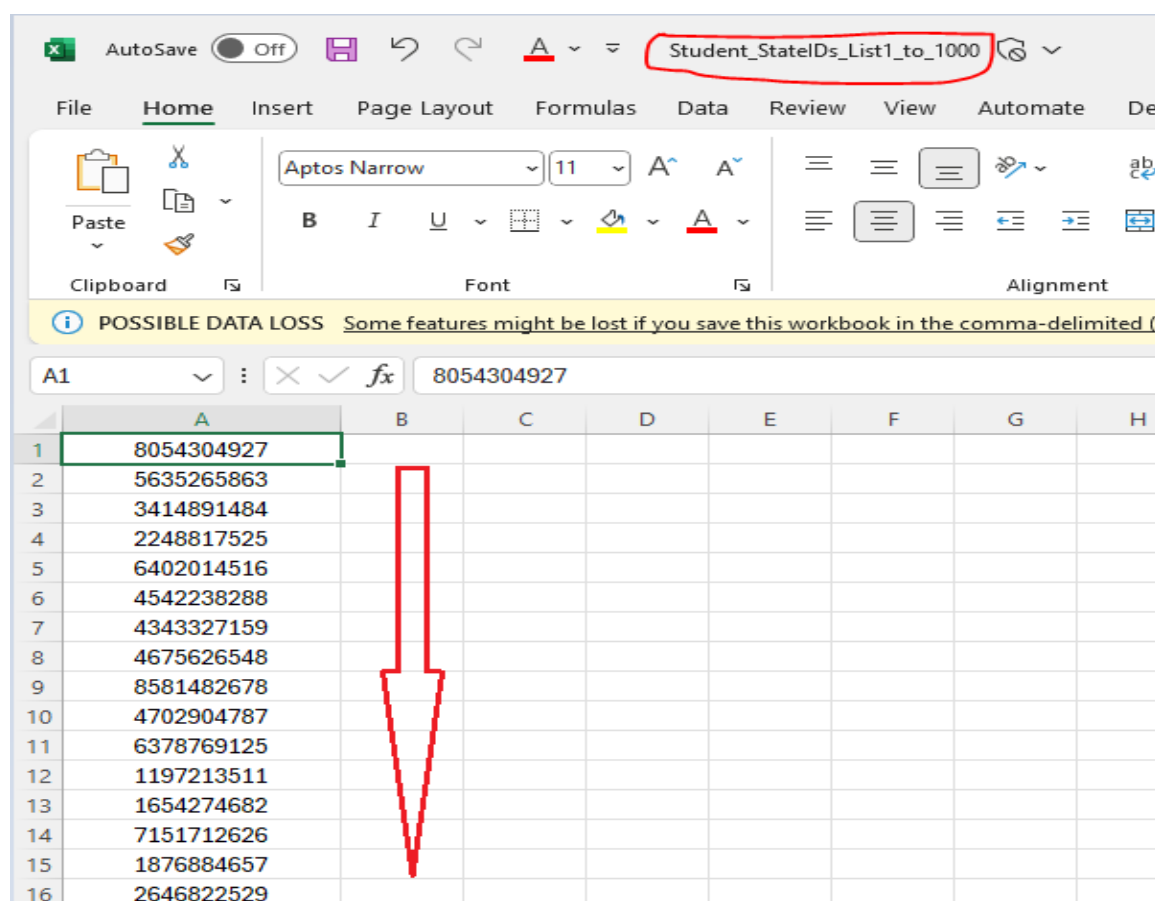 AutoSave Off A Student_StateIDs_List1_to_1000
File Home Insert Page Layout Formulas Data Review View Automate De
Aptos Narrow 11 A A ab
Paste B I U A
Clipboard Font Alignment
POSSIBLE DATA LOSS Some features might be lost if you save this workbook in the comma-delimited (
A1 fx 8054304927
A B C D E F G H
1 8054304927
2 5635265863
3 3414891484
4 2248817525
5 6402014516
6 4542238288
7 4343327159
8 4675626548
9 8581482678
10 4702904787
11 6378769125
12 1197213511
13 1654274682
14 7151712626
15 1876884657
16 2646822529